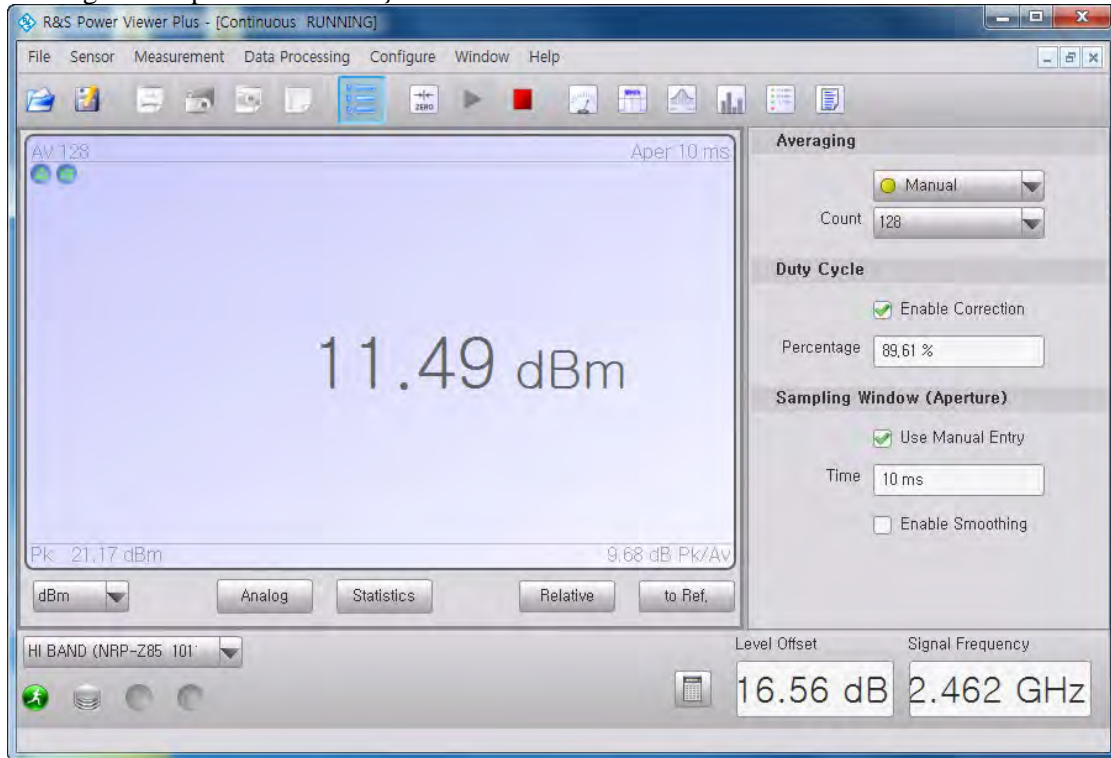 R&S Power Viewer Plus - [Continuous RUNNING]
File Sensor Measurement Data Processing Configure Window Help
ZERO
AV 128 Aper 10 ms
11.49 dBm
Pk 21.17 dBm 9.68 dB Pk/Av
dBm Analog Statistics Relative to Ref.
Averaging
Manual
Count 128
Duty Cycle
Enable Correction
Percentage 89.61 %
Sampling Window (Aperture)
Use Manual Entry
Time 10 ms
Enable Smoothing
HI BAND (NRP-Z85 101
Level Offset Signal Frequency
16.56 dB 2.462 GHz